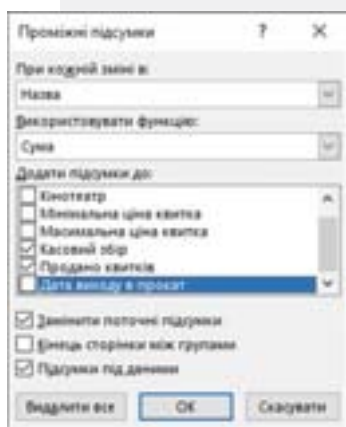 Проміжні підсумки ? ×
При кожній зміні в:
Назва
Використовувати функцію:
Сума
Додати підсумки до:
Кінотеатр
Мінімальна ціна квитка
Максимальна ціна квитка
Касовий збір
Продано квитків
Дата виходу в прокат
Замінити поточні підсумки
Кінець сторінки між групами
Підсумки під даними
Видалити все OK Скасувати